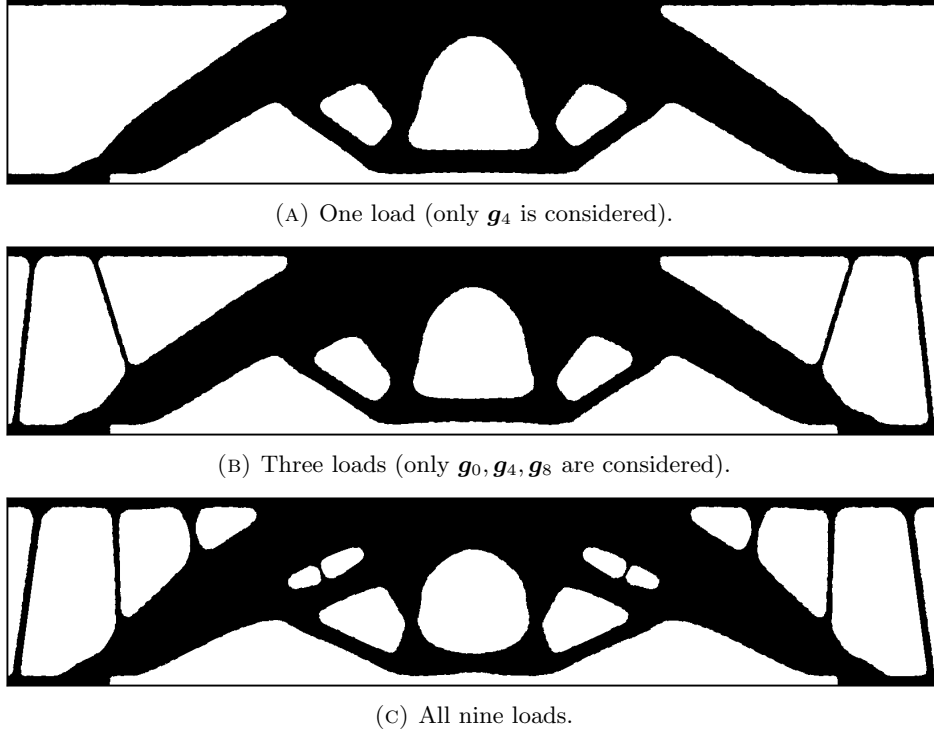 (A) One load (only g₄ is considered).
(B) Three loads (only g₀, g₄, g₈ are considered).
(C) All nine loads.